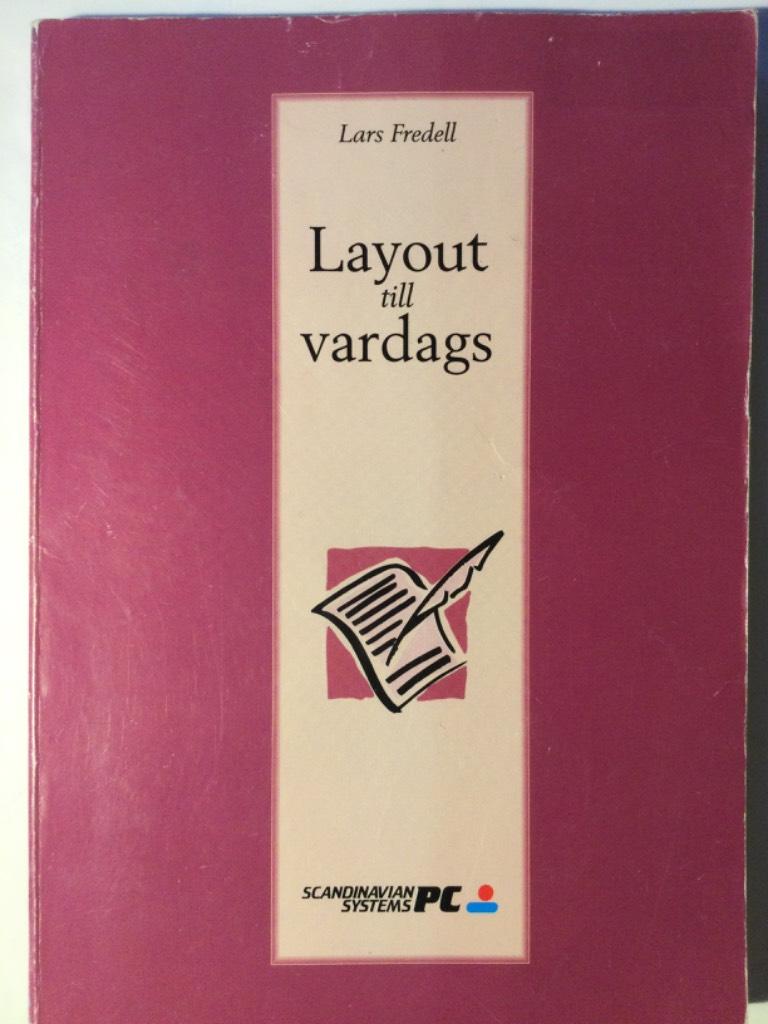 Lars Fredell
Layout
till
vardags
SCANDINAVIAN
SYSTEMS PC